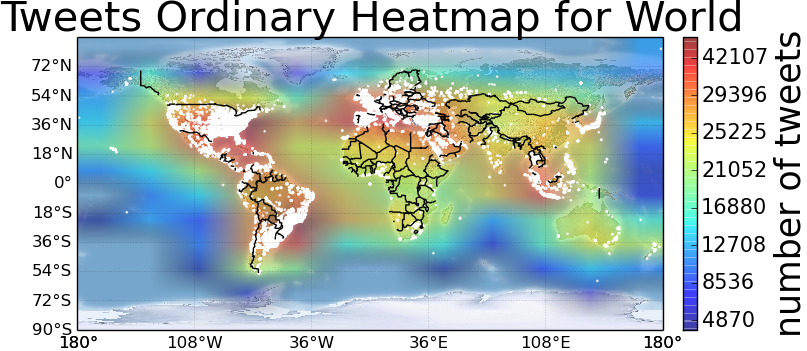 Tweets Ordinary Heatmap for World
72°N
54°N
36°N
18°N
0°
18°S
36°S
54°S
72°S
90°S
180° 108°W 36°W 36°E 108°E 180°
42107
29396
25225
21052
16880
12708
8536
4870
number of tweets